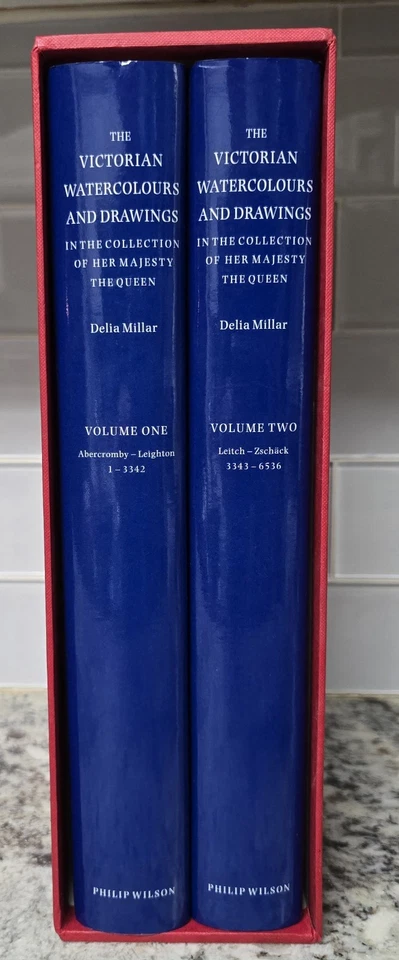 THE
VICTORIAN
WATERCOLOURS
AND DRAWINGS
IN THE COLLECTION
OF HER MAJESTY
THE QUEEN
Delia Millar
VOLUME ONE
Abercromby – Leighton
1 – 3342
PHILIP WILSON
THE
VICTORIAN
WATERCOLOURS
AND DRAWINGS
IN THE COLLECTION
OF HER MAJESTY
THE QUEEN
Delia Millar
VOLUME TWO
Leitch – Zschäck
3343 – 6536
PHILIP WILSON